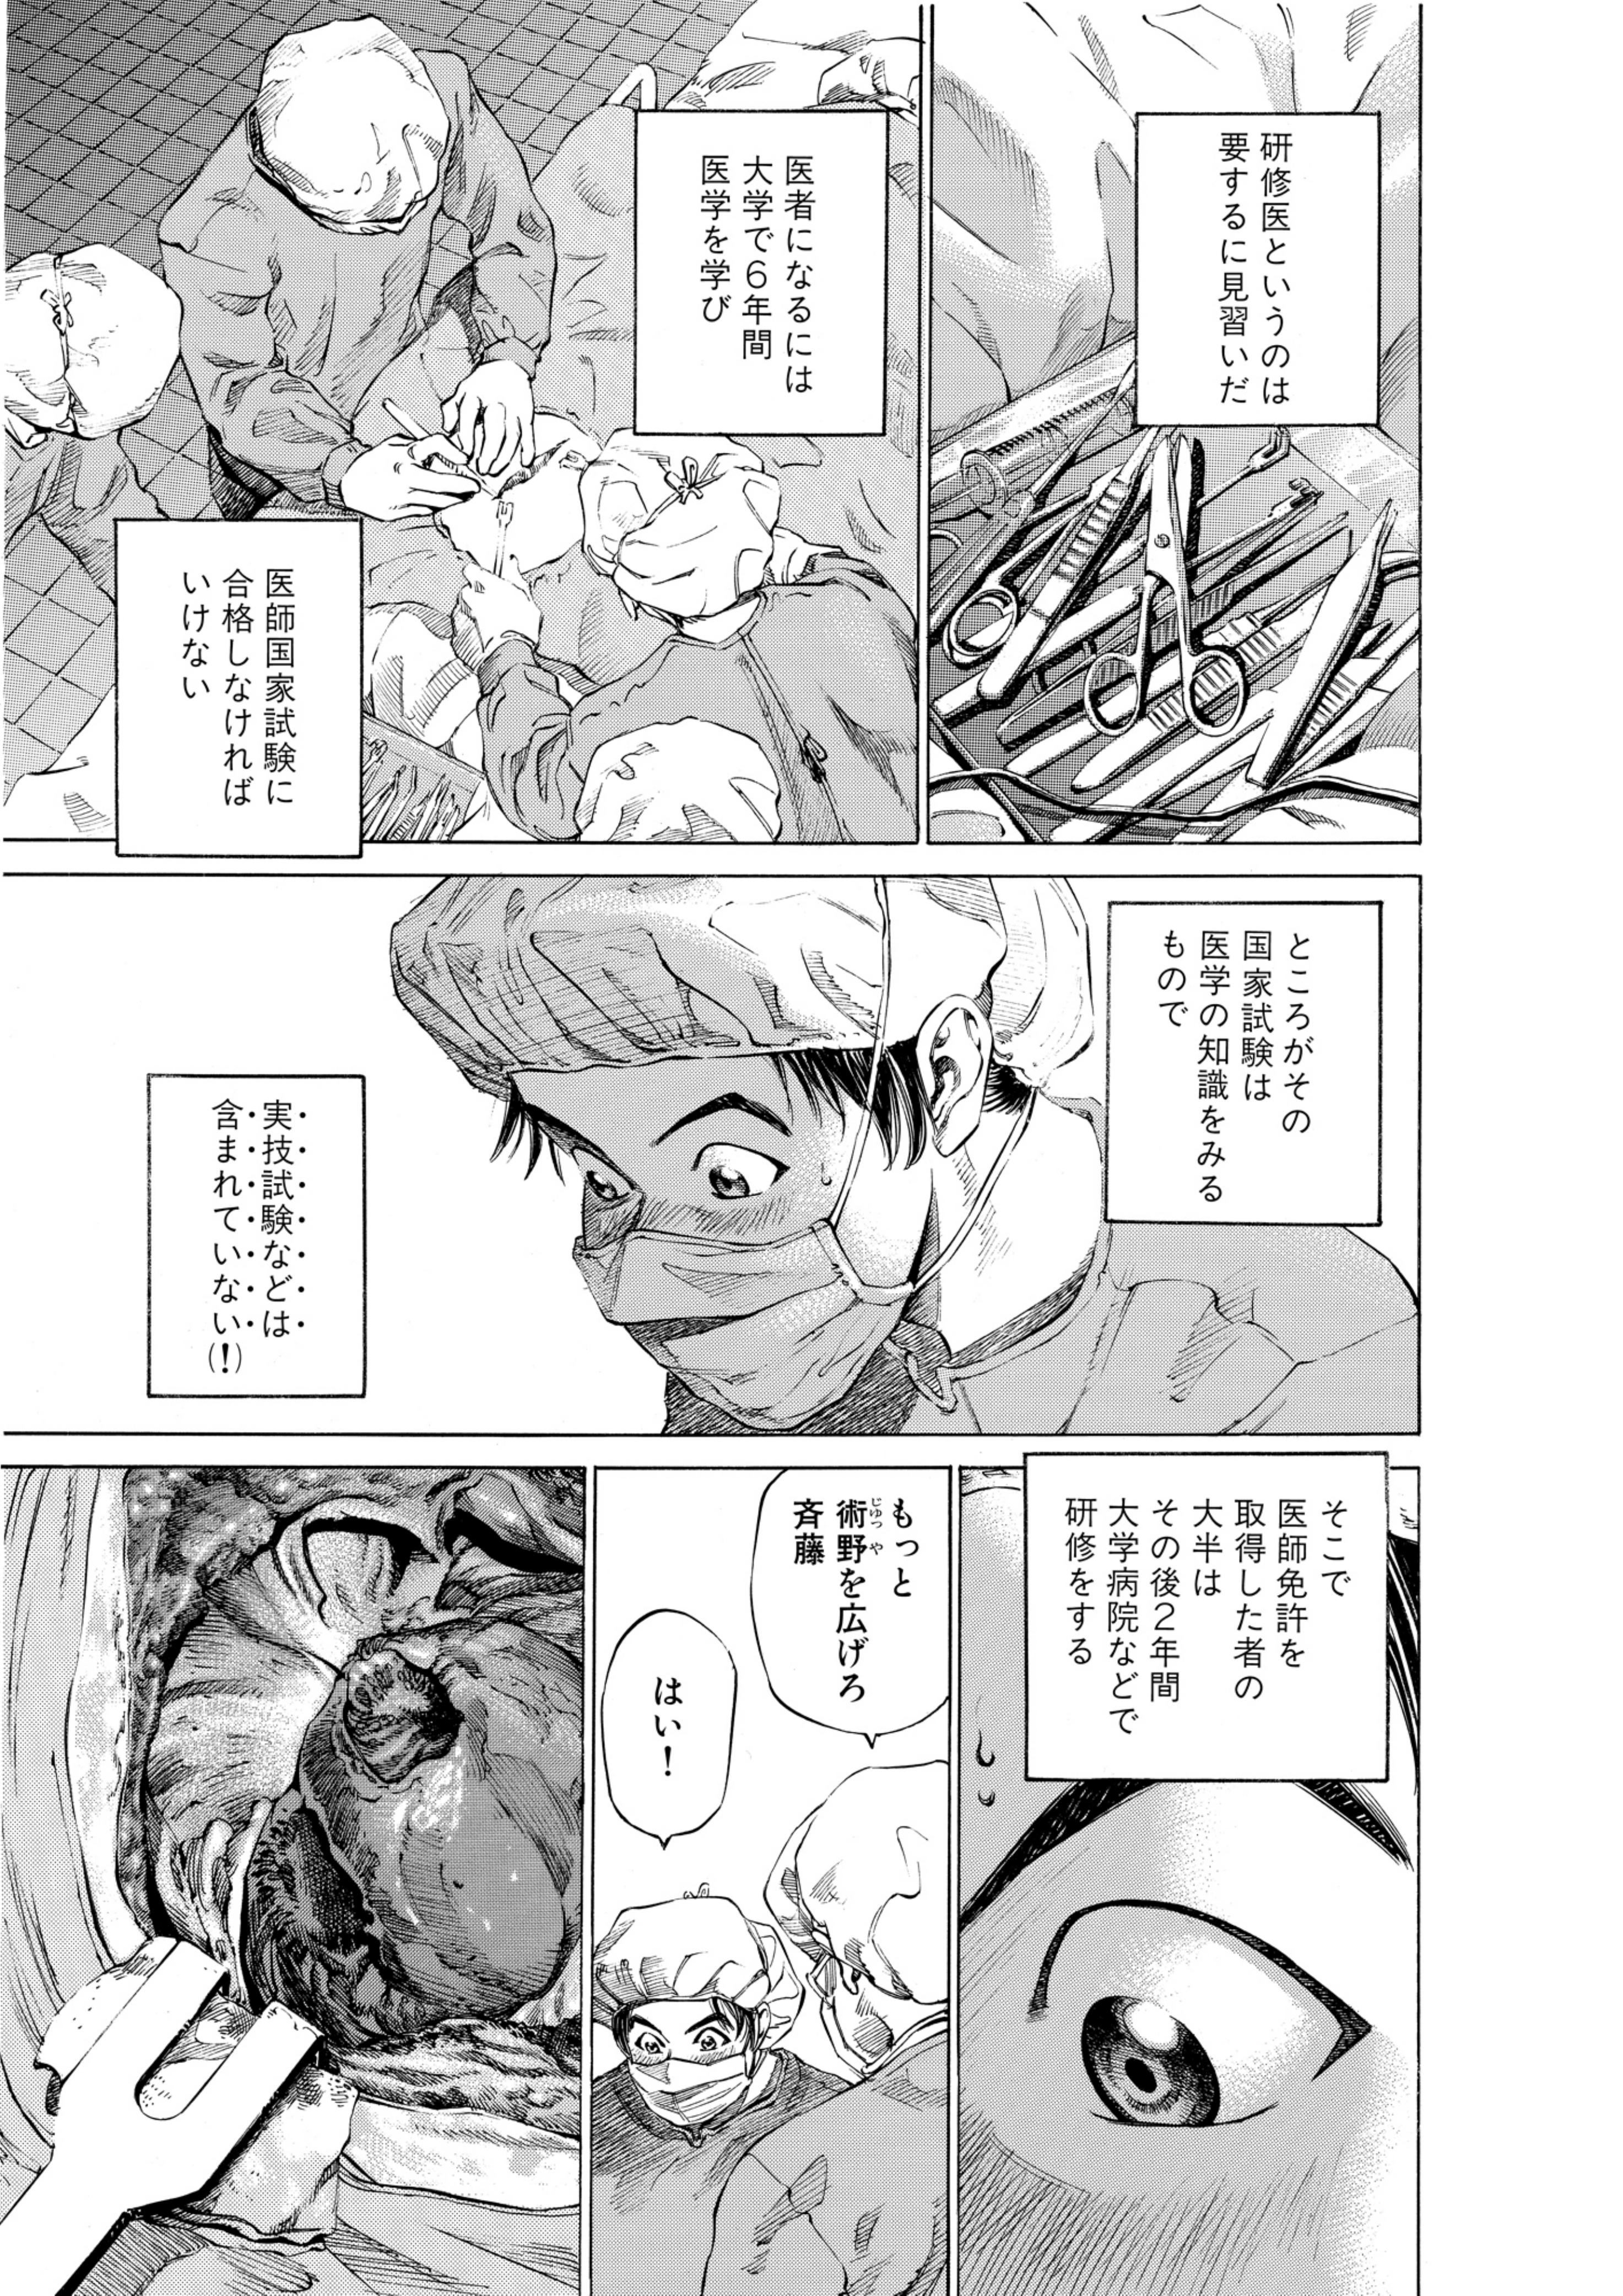 研修医というのは
要するに見習いだ
医者になるには
大学で6年間
医学を学び
医師国家試験に
合格しなければ
いけない
ところがその
国家試験は
医学の知識をみる
もので
実技試験などは
含まれていない(!)
そこで
医師免許を
取得した者の
大半は
その後2年間
大学病院などで
研修をする
もっと
術野を広げろ
じゅつや
斉藤
はい!